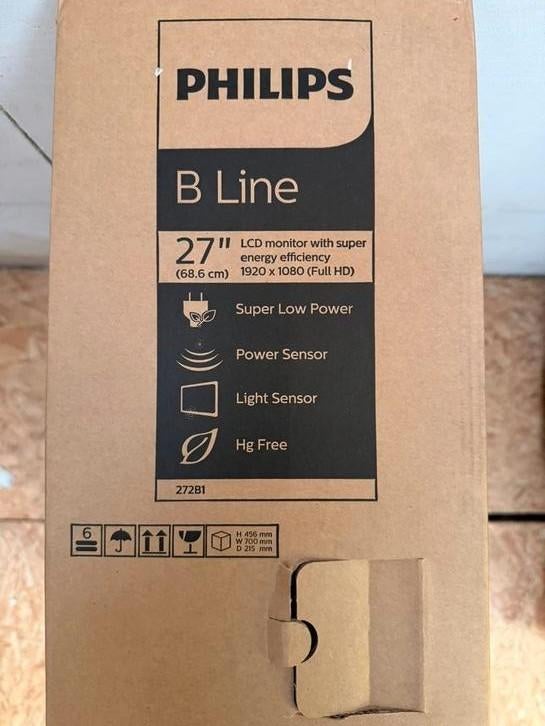 PHILIPS
B Line
27"
(68.6 cm)
LCD monitor with super
energy efficiency
1920 x 1080 (Full HD)
Super Low Power
Power Sensor
Light Sensor
Hg Free
272B1
6
H 456 mm
W 700 mm
D 215 mm